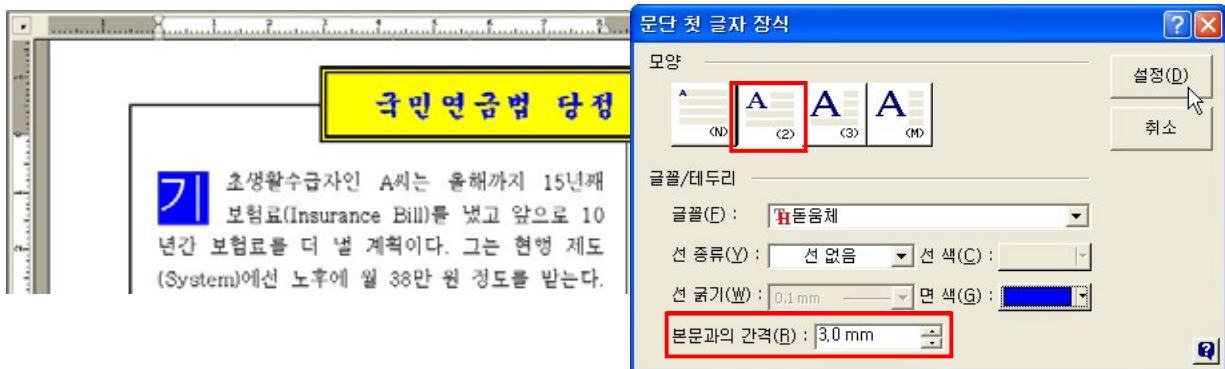 국민연금법 당정
기초생활수급자인 A씨는 올해까지 15년째
보험료(Insurance Bill)를 냈고 앞으로 10
년간 보험료를 더 낼 계획이다. 그는 현행 제도
(System)에선 노후에 월 38만 원 정도를 받는다.
문단 첫 글자 장식
모양
설정(D)
A (N) A (2) A (3) A (M)
취소
글꼴/테두리
글꼴(F) : 돋움체
선 종류(Y) : 선 없음 선 색(C) :
선 굵기(W) : 0.1 mm 면 색(G) :
본문과의 간격(R) : 3.0 mm